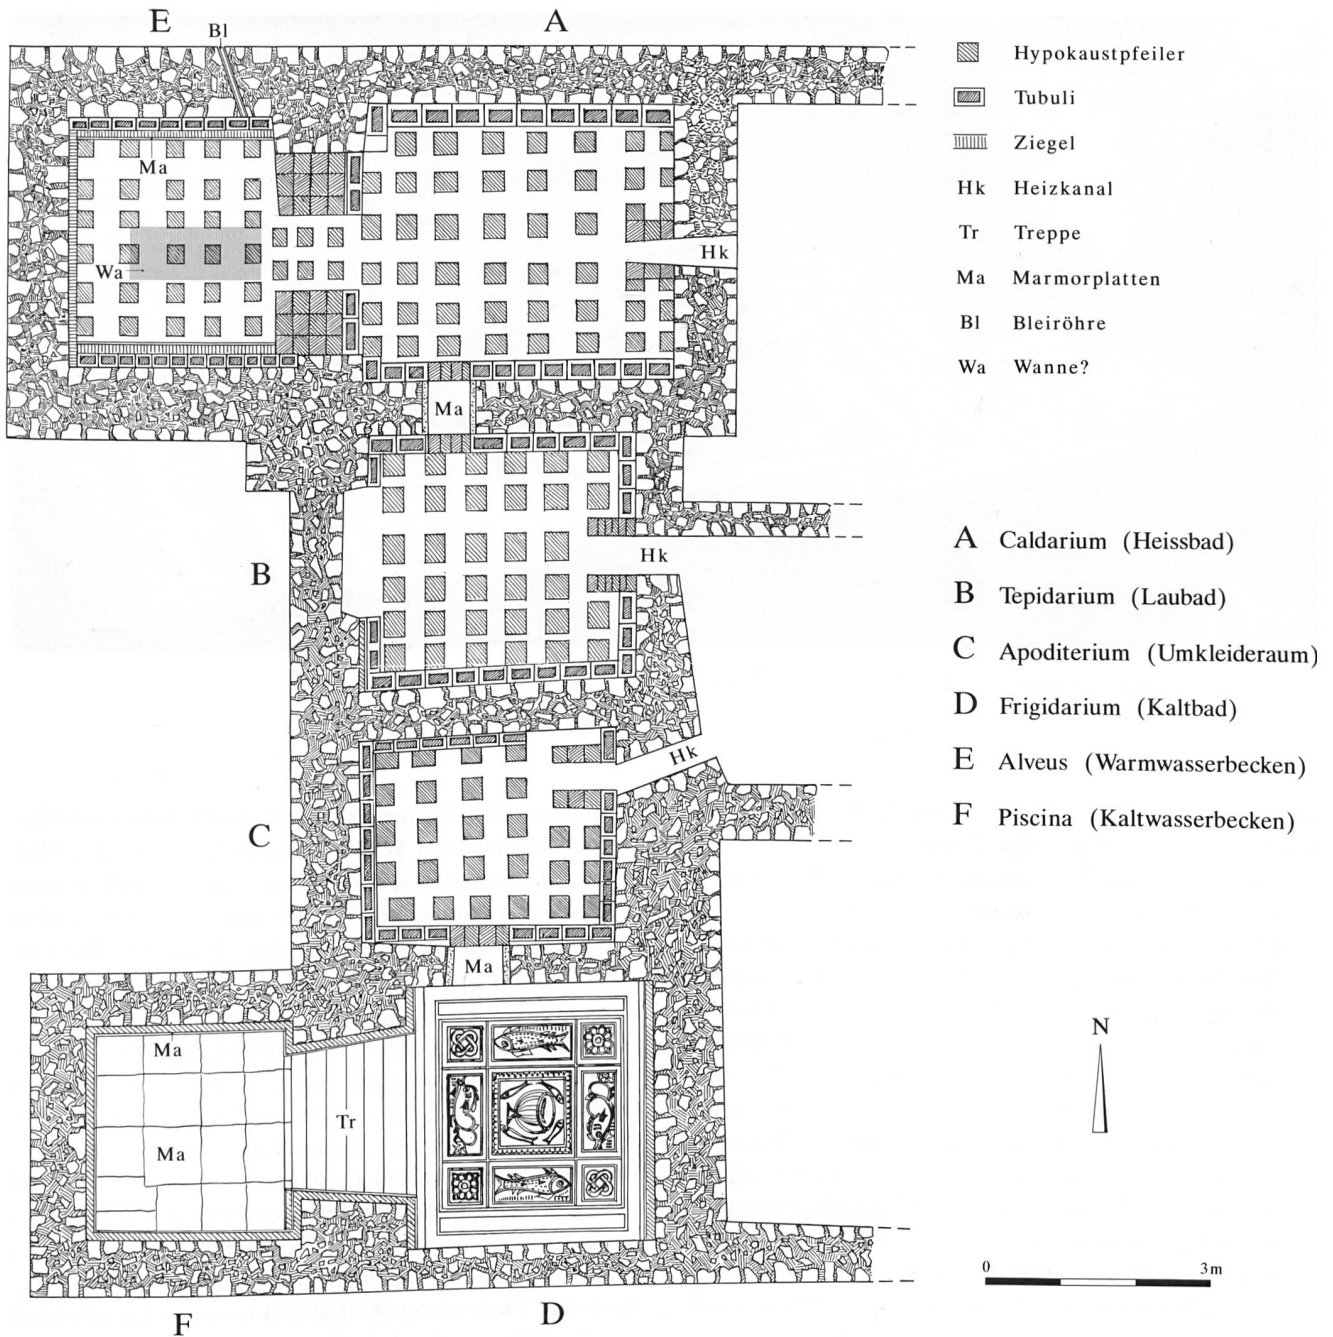 E
A
Bl
Ma
Wa
Hk
Ma
Hk
B
Hk
C
Ma
Ma
Tr
Ma
F
D
Hypokaustpfeiler
Tubuli
Ziegel
Hk Heizkanal
Tr Treppe
Ma Marmorplatten
Bl Bleiröhre
Wa Wanne?
A Caldarium (Heissbad)
B Tepidarium (Laubad)
C Apoditerium (Umkleideraum)
D Frigidarium (Kaltbad)
E Alveus (Warmwasserbecken)
F Piscina (Kaltwasserbecken)
N
0 3m